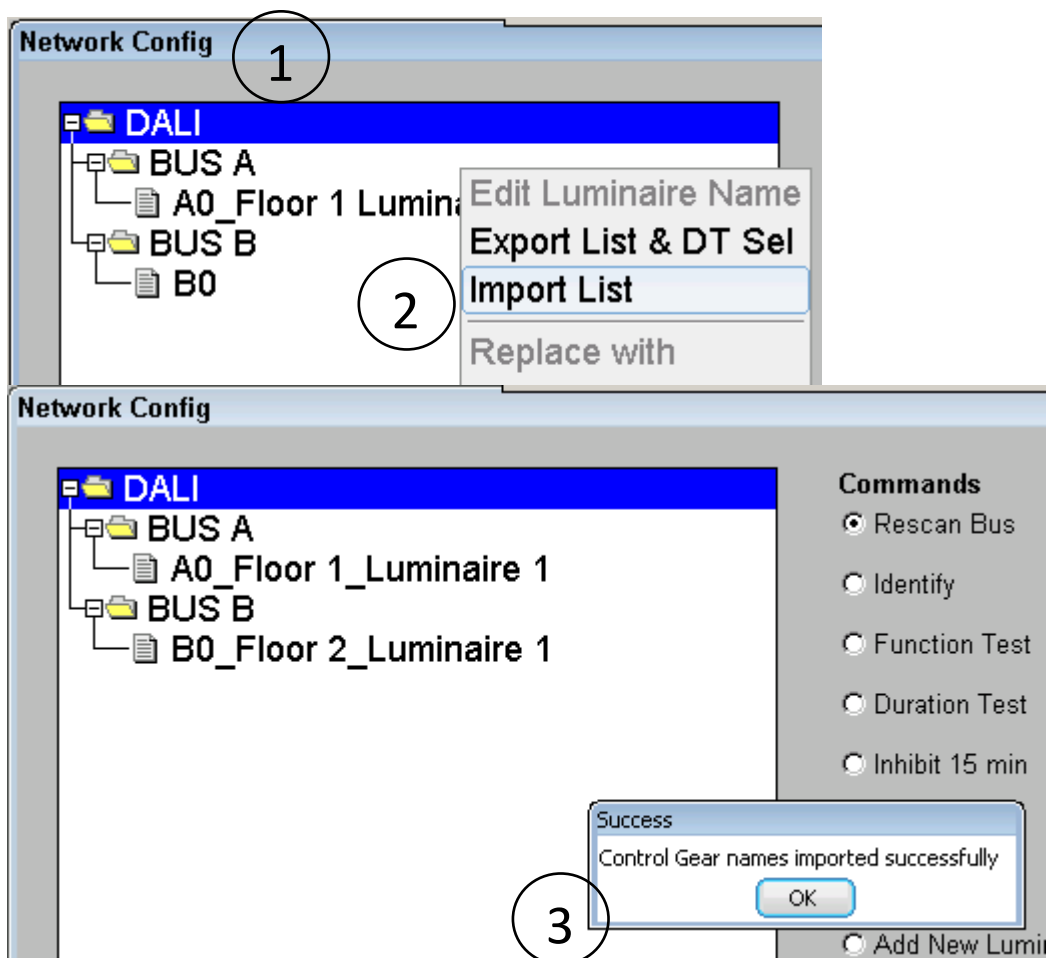 Network Config
1
DALI
BUS A
A0_Floor 1
Edit Luminaire Name
BUS B
Export List & DT Sel
B0
2
Import List
Replace with
Network Config
DALI
Commands
BUS A
Rescan Bus
A0_Floor 1_Luminaire 1
Identify
BUS B
B0_Floor 2_Luminaire 1
Function Test
Duration Test
Inhibit 15 min
Success
Control Gear names imported successfully
OK
3
Add New